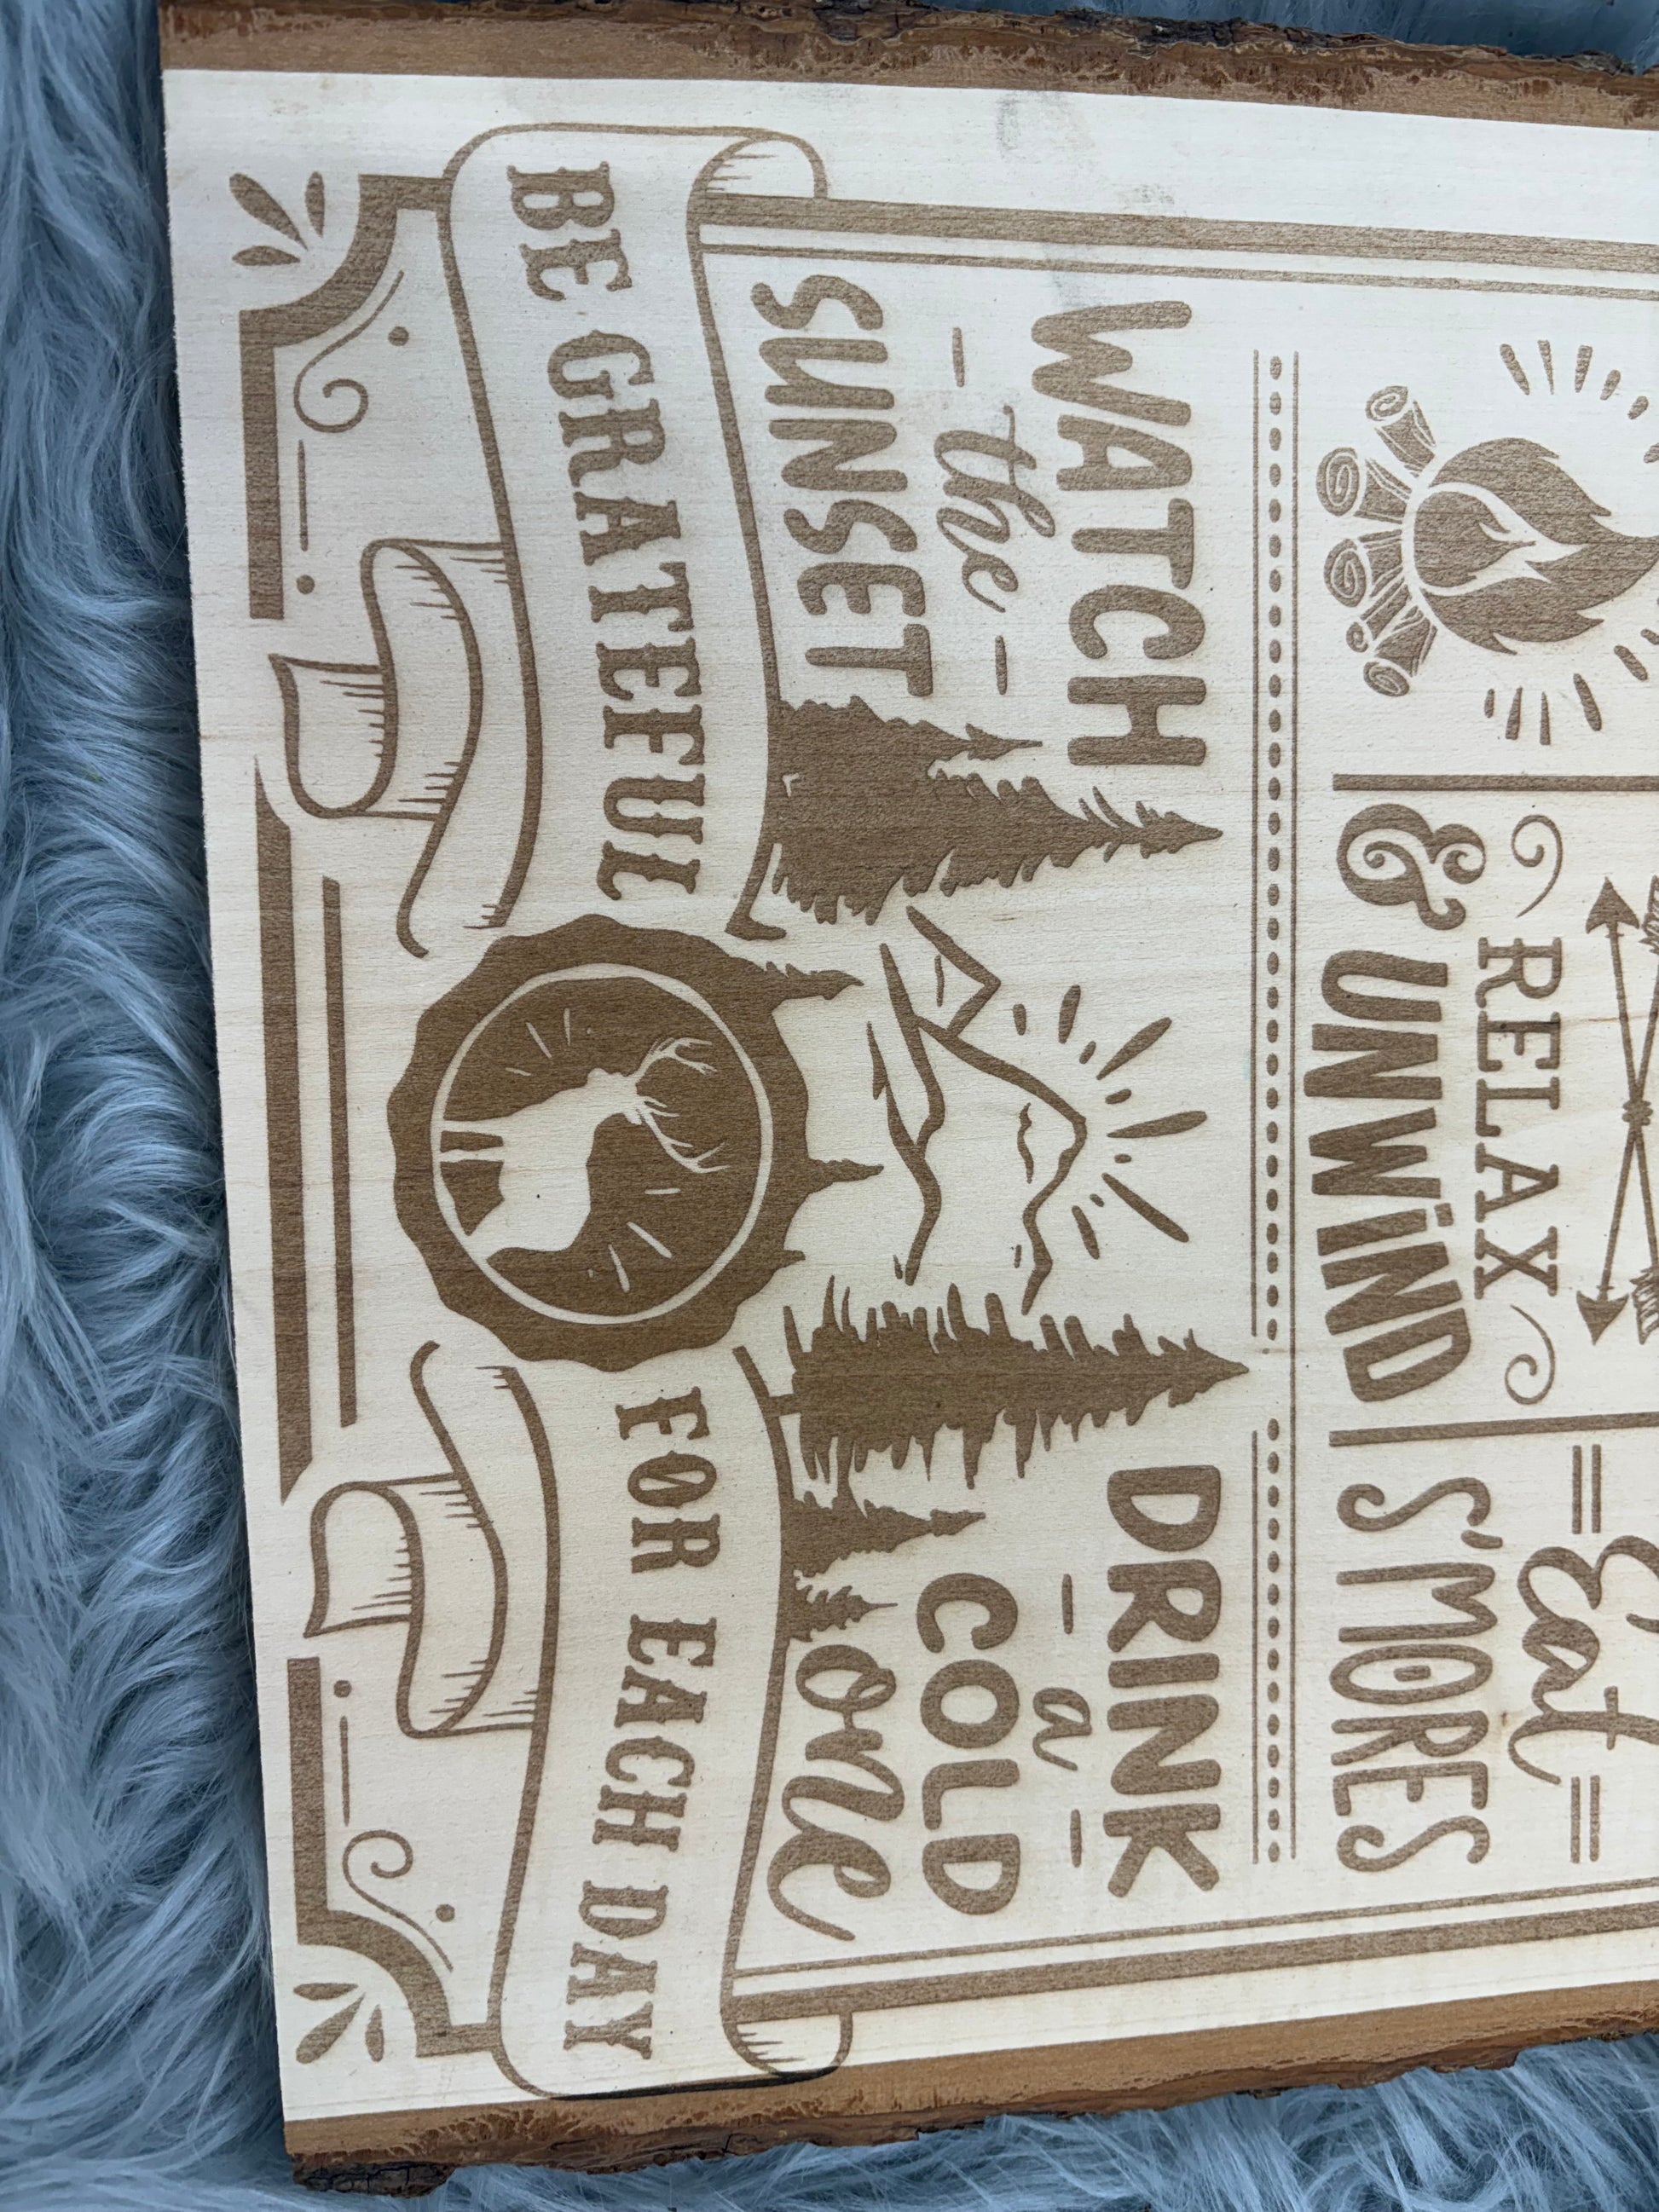 RELAX
& UNWIND
Eat
S'MORES
WATCH
the
SUNSET
DRINK
a
COLD
one
BE GRATEFUL FOR EACH DAY